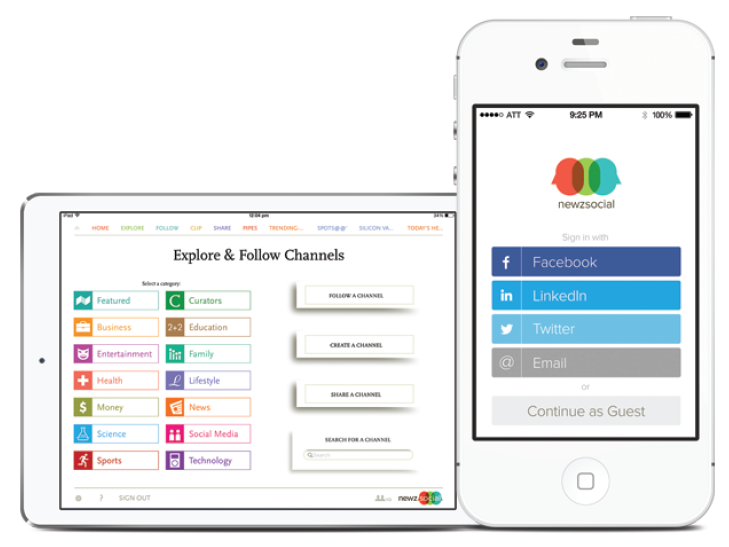 iPad
12:04 pm
34%
HOME EXPLORE FOLLOW CLIP SHARE PIPES TRENDING-... SPOTS@@' SILICON VA... TODAY'S HE...
Explore & Follow Channels
Select a category:
Featured
C Curators
Business
2+2 Education
Entertainment
Family
Health
L Lifestyle
$ Money
News
Science
Social Media
Sports
Technology
FOLLOW A CHANNEL
CREATE A CHANNEL
SHARE A CHANNEL
SEARCH FOR A CHANNEL
Search
? SIGN OUT
newzsocial
ATT 9:25 PM 100%
newzsocial
Sign in with
f Facebook
in LinkedIn
Twitter
@ Email
or
Continue as Guest